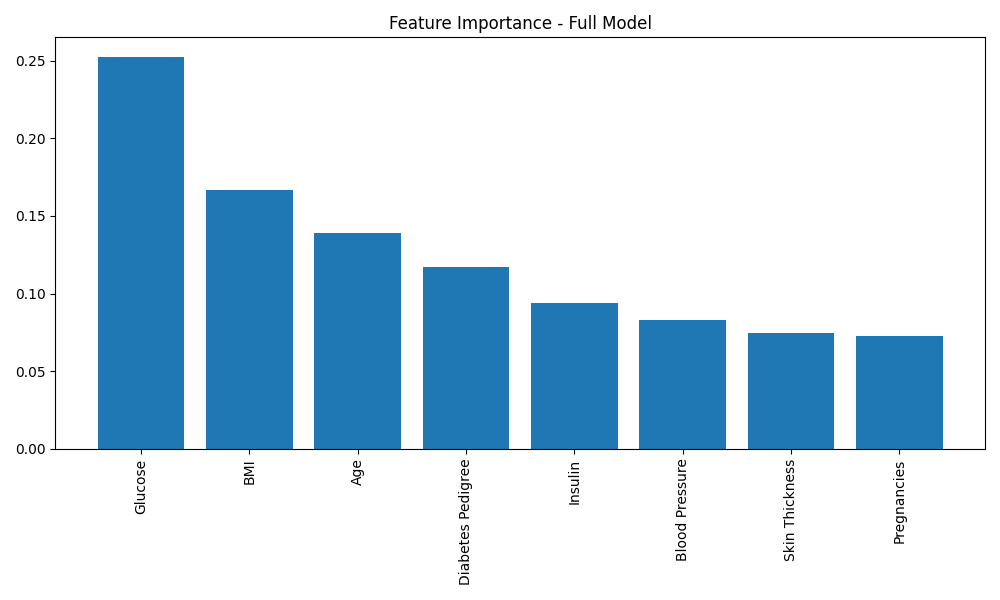 Feature Importance - Full Model
0.25
0.20
0.15
0.10
0.05
0.00
Glucose
BMI
Age
Diabetes Pedigree
Insulin
Blood Pressure
Skin Thickness
Pregnancies